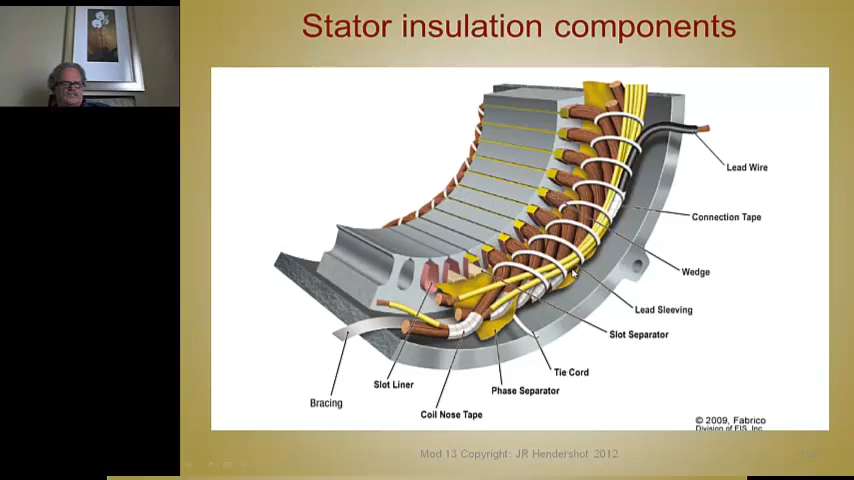 Stator insulation components
Lead Wire
Connection Tape
Wedge
Lead Sleeving
Slot Separator
Tie Cord
Phase Separator
Slot Liner
Coil Nose Tape
Bracing
© 2009, Fabrico
Division of EIS, Inc.
Mod 13 Copyright: JR Hendershot 2012